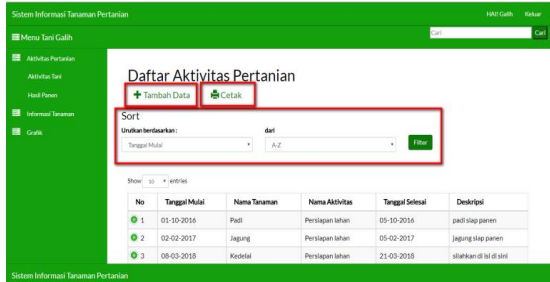 Sistem Informasi Tanaman Pertanian
HAI! Galih Keluar
Menu Tani Galih
Cari Cari
Aktivitas Pertanian
Aktivitas Tani
Hasil Panen
Informasi Tanaman
Grafik
Daftar Aktivitas Pertanian
Tambah Data Cetak
Sort
Urutkan berdasarkan : dari
Tanggal Mulai A-Z Filter
Show 10 entries
No Tanggal Mulai Nama Tanaman Nama Aktivitas Tanggal Selesai Deskripsi
1 01-10-2016 Padi Persiapan lahan 05-10-2016 padi siap panen
2 02-02-2017 Jagung Persiapan lahan 05-02-2017 jagung siap panen
3 08-03-2018 Kedelai Persiapan lahan 21-03-2018 silahkan di isi di sini
Sistem Informasi Tanaman Pertanian